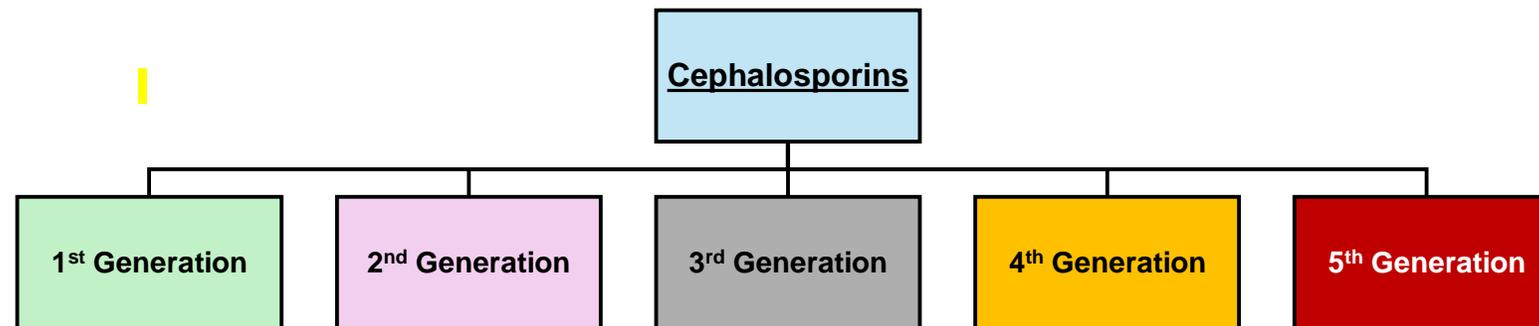 Cephalosporins
1st Generation
2nd Generation
3rd Generation
4th Generation
5th Generation